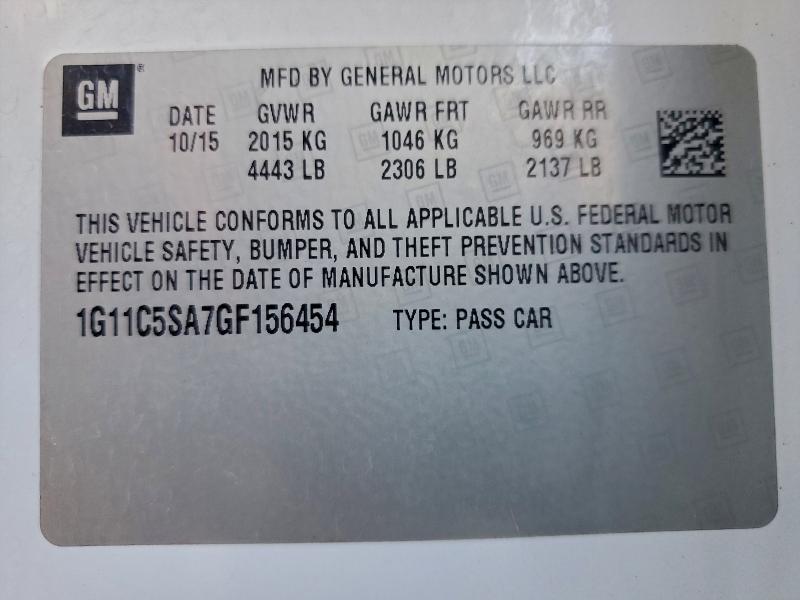 GM ®
MFD BY GENERAL MOTORS LLC
DATE GVWR GAWR FRT GAWR RR
10/15 2015 KG 1046 KG 969 KG
4443 LB 2306 LB 2137 LB
THIS VEHICLE CONFORMS TO ALL APPLICABLE U.S. FEDERAL MOTOR
VEHICLE SAFETY, BUMPER, AND THEFT PREVENTION STANDARDS IN
EFFECT ON THE DATE OF MANUFACTURE SHOWN ABOVE.
1G11C5SA7GF156454 TYPE: PASS CAR